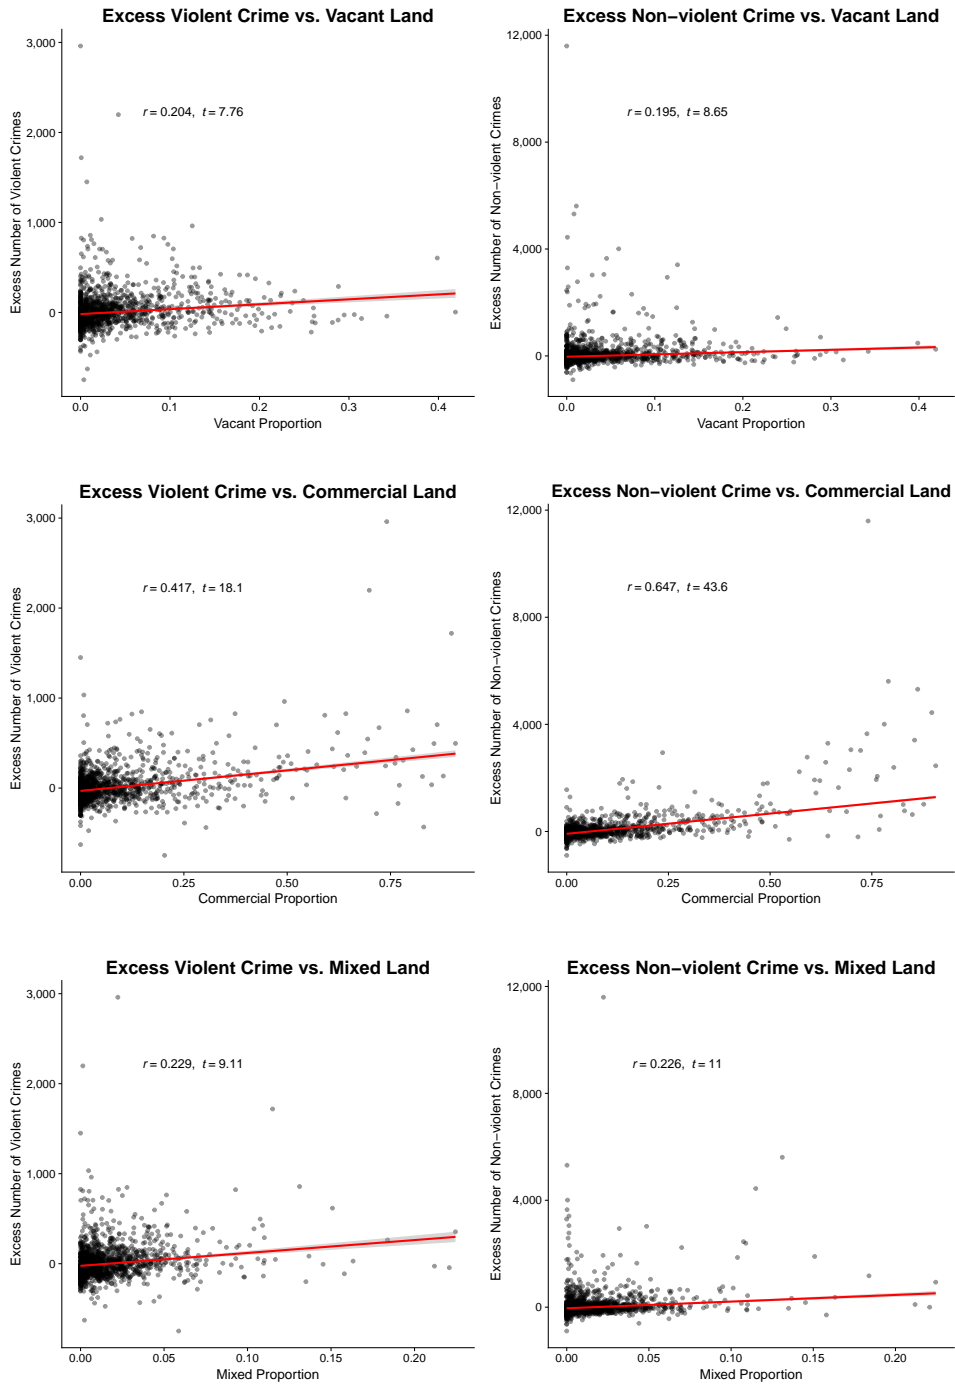 Excess Violent Crime vs. Vacant Land
Excess Number of Violent Crimes
3,000
2,000
1,000
0
r = 0.204, t = 7.76
0.0 0.1 0.2 0.3 0.4
Vacant Proportion
Excess Non−violent Crime vs. Vacant Land
Excess Number of Non−violent Crimes
12,000
8,000
4,000
0
r = 0.195, t = 8.65
0.0 0.1 0.2 0.3 0.4
Vacant Proportion
Excess Violent Crime vs. Commercial Land
Excess Number of Violent Crimes
3,000
2,000
1,000
0
r = 0.417, t = 18.1
0.00 0.25 0.50 0.75
Commercial Proportion
Excess Non−violent Crime vs. Commercial Land
Excess Number of Non−violent Crimes
12,000
8,000
4,000
0
r = 0.647, t = 43.6
0.00 0.25 0.50 0.75
Commercial Proportion
Excess Violent Crime vs. Mixed Land
Excess Number of Violent Crimes
3,000
2,000
1,000
0
r = 0.229, t = 9.11
0.00 0.05 0.10 0.15 0.20
Mixed Proportion
Excess Non−violent Crime vs. Mixed Land
Excess Number of Non−violent Crimes
12,000
8,000
4,000
0
r = 0.226, t = 11
0.00 0.05 0.10 0.15 0.20
Mixed Proportion